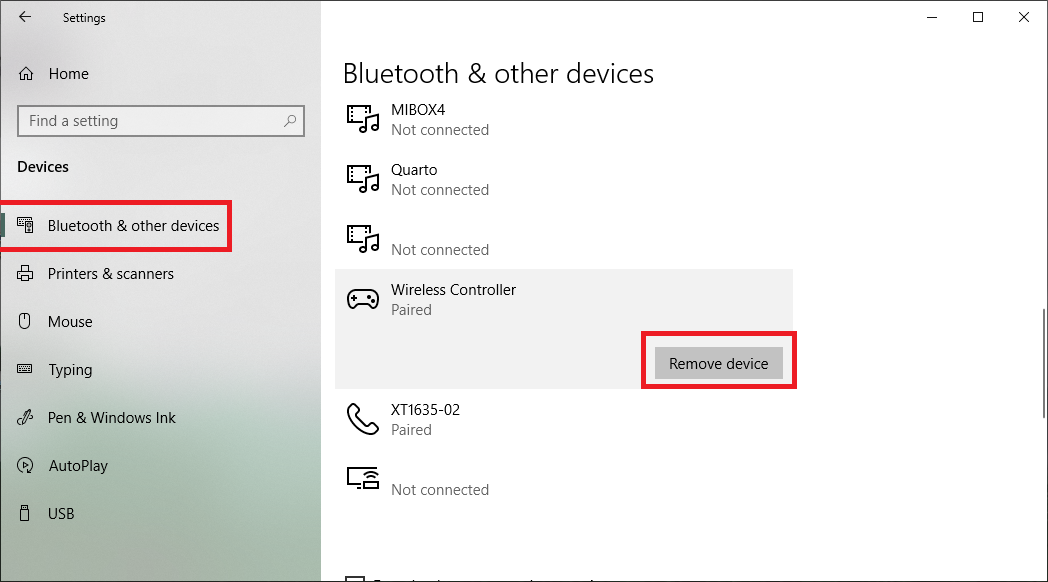 Settings
Home
Find a setting
Devices
Bluetooth & other devices
Printers & scanners
Mouse
Typing
Pen & Windows Ink
AutoPlay
USB
Bluetooth & other devices
MIBOX4
Not connected
Quarto
Not connected
Not connected
Wireless Controller
Paired
Remove device
XT1635-02
Paired
Not connected